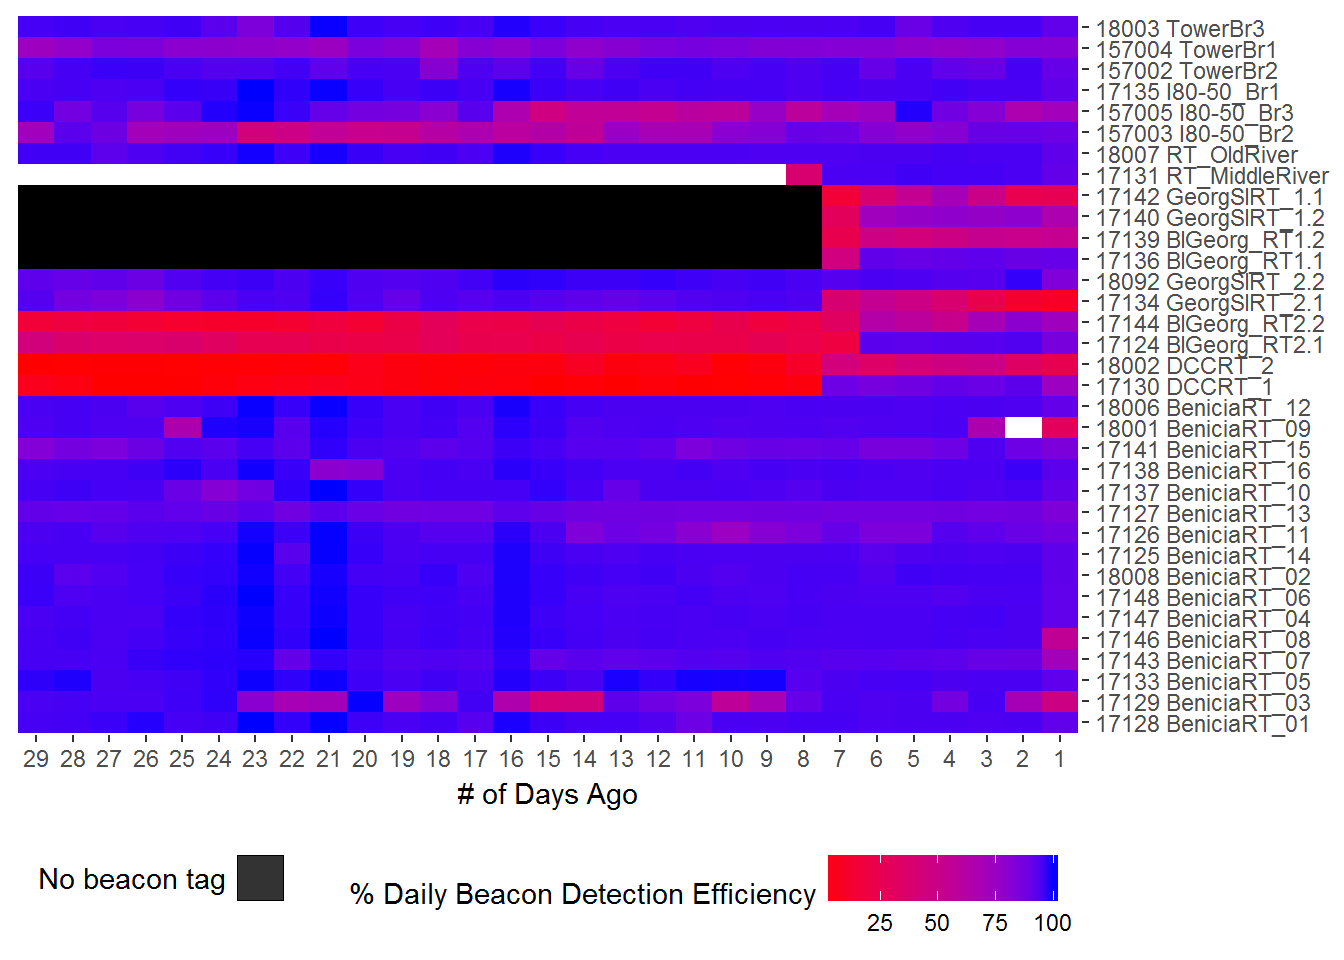 18003 TowerBr3
157004 TowerBr1
157002 TowerBr2
17135 I80-50_Br1
157005 I80-50_Br3
157003 I80-50_Br2
18007 RT_OldRiver
17131 RT_MiddleRiver
17142 GeorgSlRT_1.1
17140 GeorgSlRT_1.2
17139 BlGeorg_RT1.2
17136 BlGeorg_RT1.1
18092 GeorgSlRT_2.2
17134 GeorgSlRT_2.1
17144 BlGeorg_RT2.2
17124 BlGeorg_RT2.1
18002 DCCRT_2
17130 DCCRT_1
18006 BeniciaRT_12
18001 BeniciaRT_09
17141 BeniciaRT_15
17138 BeniciaRT_16
17137 BeniciaRT_10
17127 BeniciaRT_13
17126 BeniciaRT_11
17125 BeniciaRT_14
18008 BeniciaRT_02
17148 BeniciaRT_06
17147 BeniciaRT_04
17146 BeniciaRT_08
17143 BeniciaRT_07
17133 BeniciaRT_05
17129 BeniciaRT_03
17128 BeniciaRT_01
29 28 27 26 25 24 23 22 21 20 19 18 17 16 15 14 13 12 11 10 9 8 7 6 5 4 3 2 1
# of Days Ago
No beacon tag
% Daily Beacon Detection Efficiency
25 50 75 100